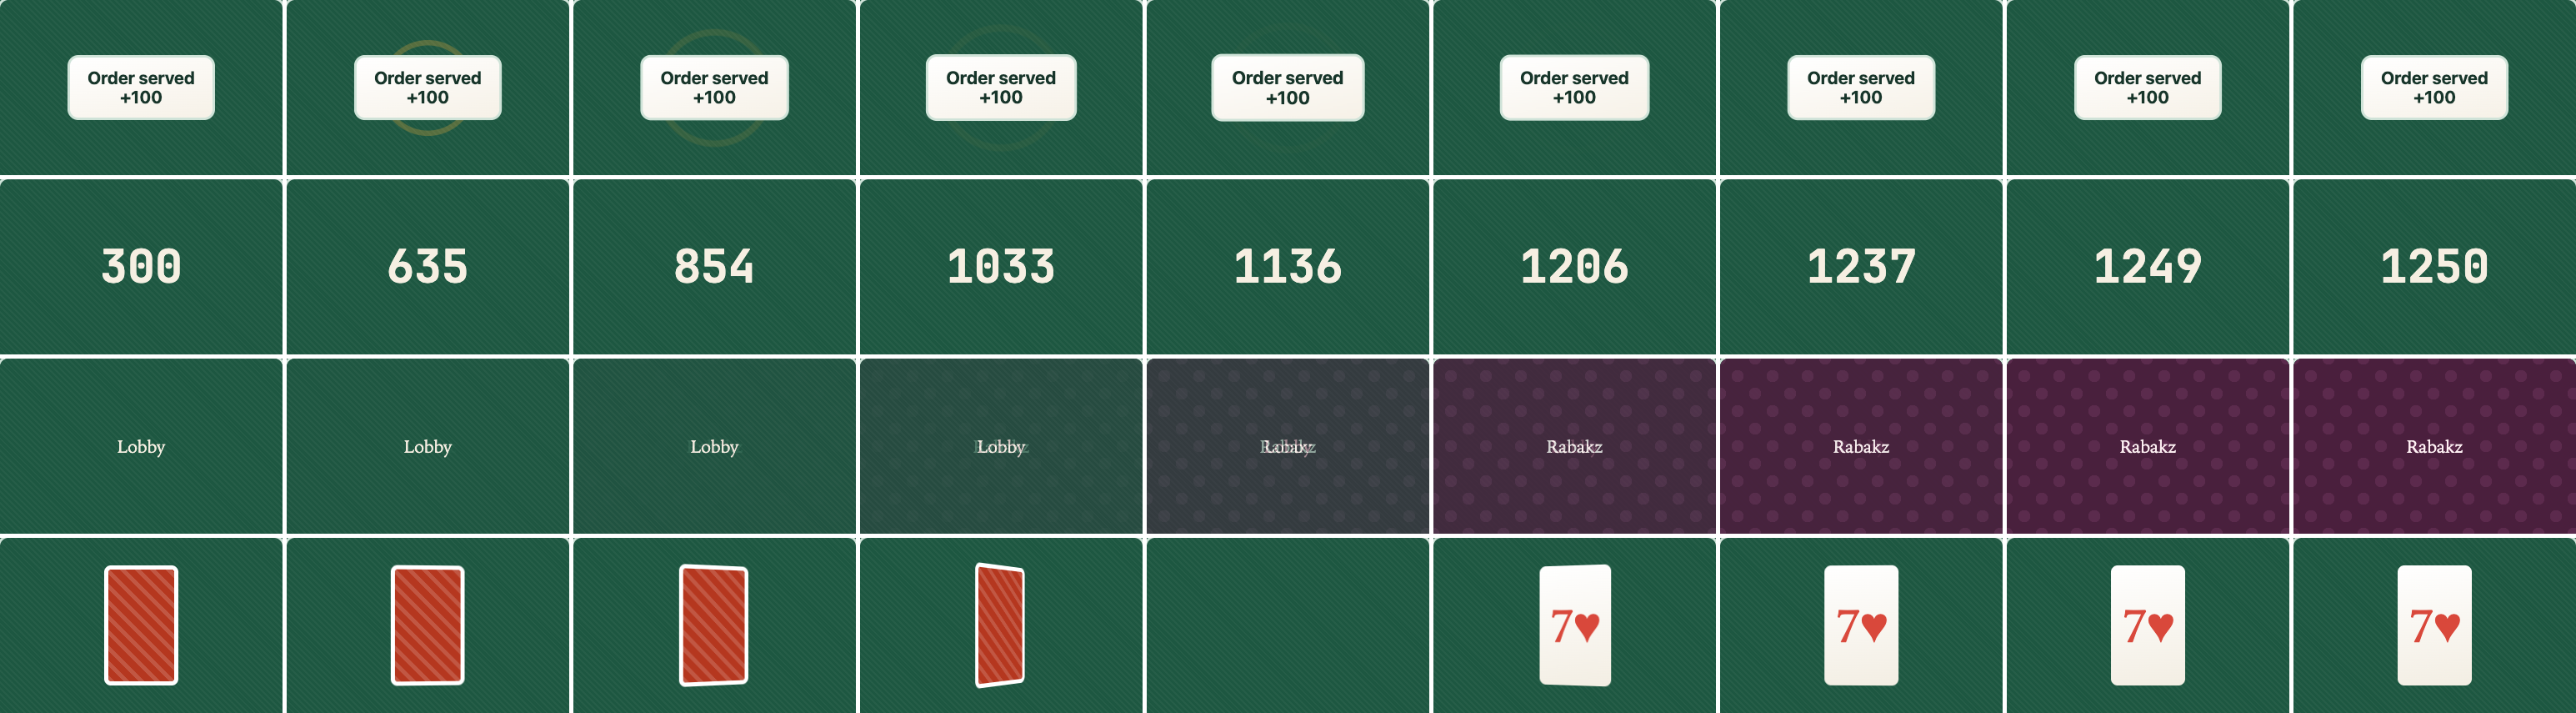 Order served
+100
Order served
+100
Order served
+100
Order served
+100
Order served
+100
Order served
+100
Order served
+100
Order served
+100
Order served
+100
300
635
854
1033
1136
1206
1237
1249
1250
Lobby
Lobby
Lobby
Lobby
Rabakz
Rabakz
Rabakz
Rabakz
Rabakz
7♥
7♥
7♥
7♥